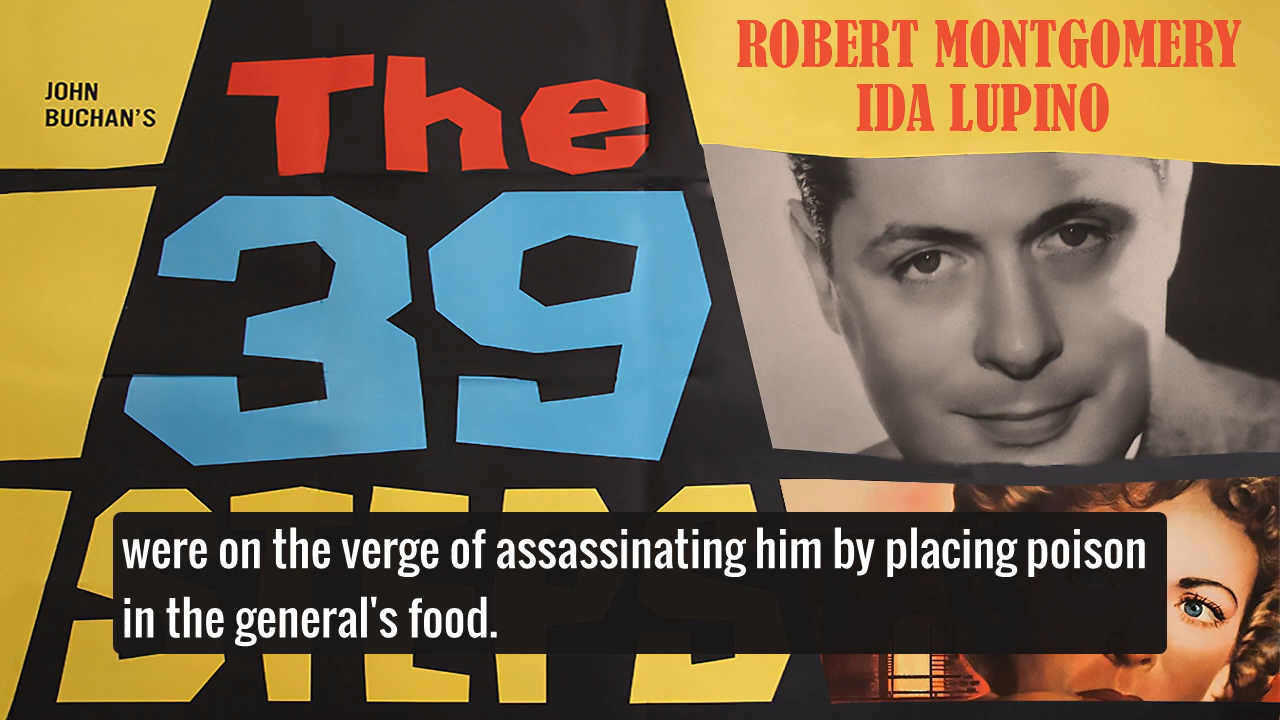 JOHN
BUCHAN'S
The
39
STEPS
ROBERT MONTGOMERY
IDA LUPINO
were on the verge of assassinating him by placing poison
in the general's food.